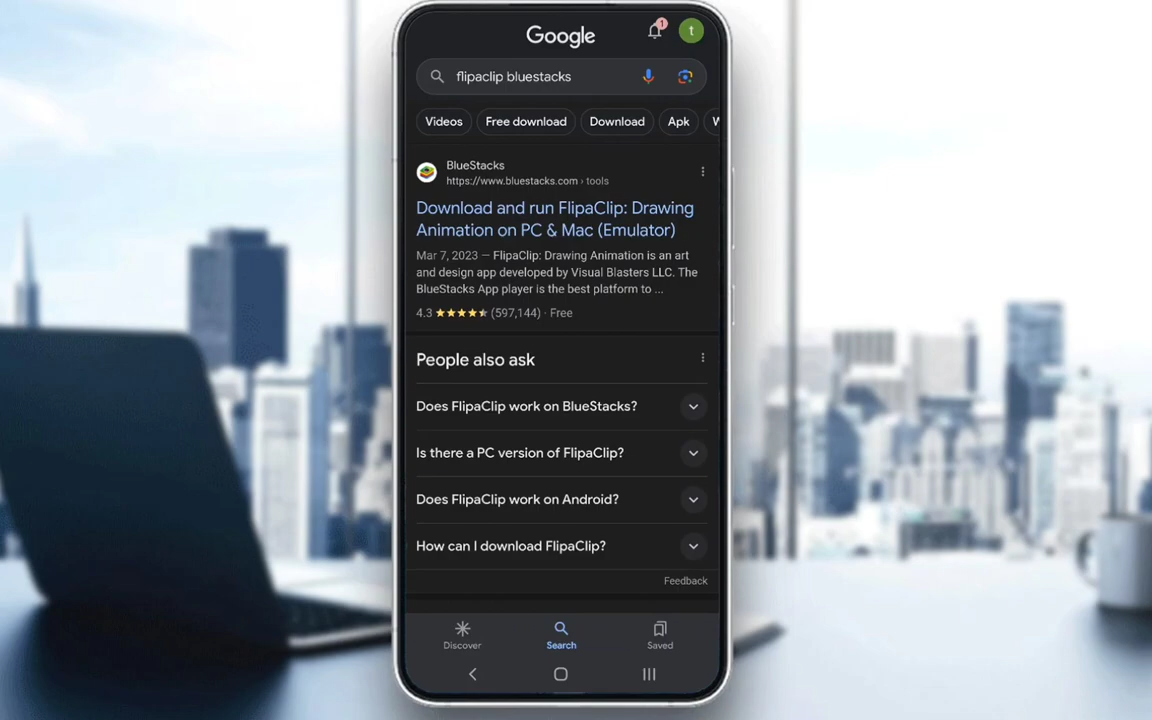 Google
1
t
flipaclip bluestacks
Videos
Free download
Download
Apk
W
BlueStacks
https://www.bluestacks.com › tools
Download and run FlipaClip: Drawing
Animation on PC & Mac (Emulator)
Mar 7, 2023 — FlipaClip: Drawing Animation is an art
and design app developed by Visual Blasters LLC. The
BlueStacks App player is the best platform to ...
4.3 ★★★★★ (597,144) · Free
People also ask
Does FlipaClip work on BlueStacks?
Is there a PC version of FlipaClip?
Does FlipaClip work on Android?
How can I download FlipaClip?
Feedback
Discover
Search
Saved